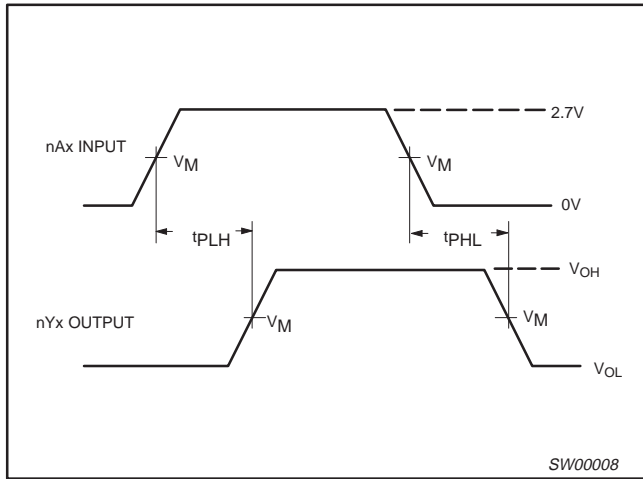 2.7V
nAx INPUT
VM
VM
0V
tPLH
tPHL
VOH
nYx OUTPUT
VM
VM
VOL
SW00008